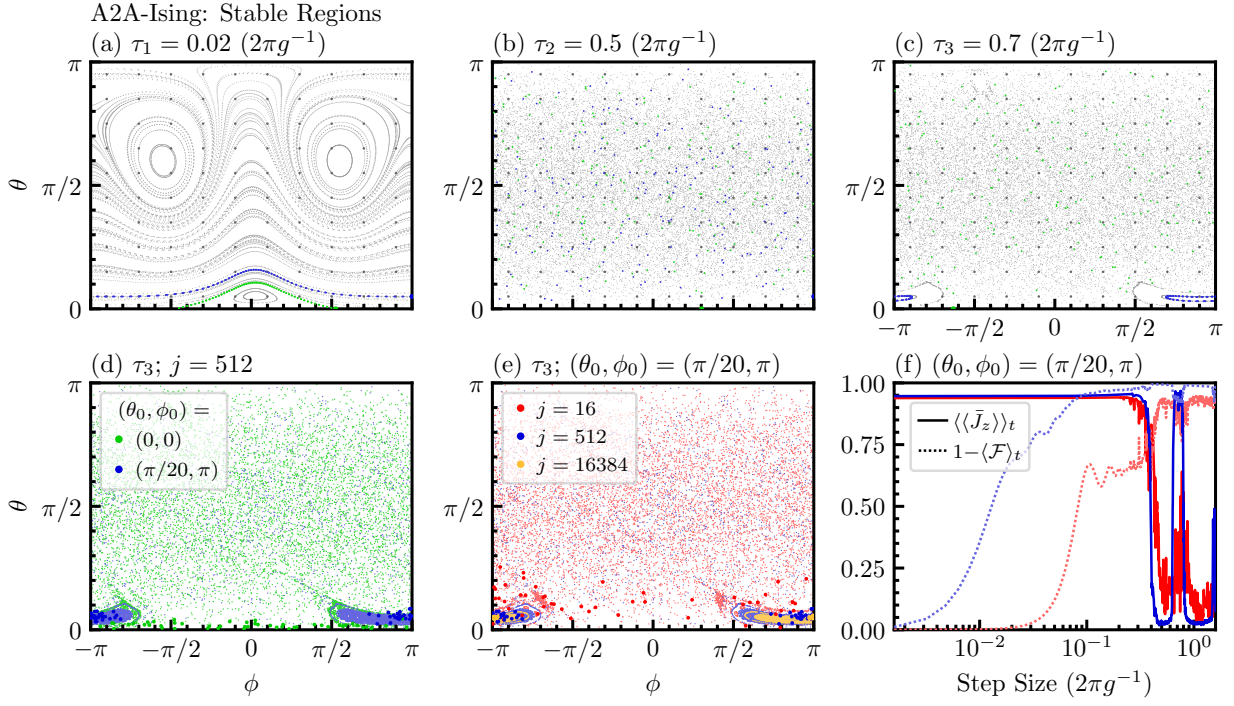 A2A-Ising: Stable Regions
(a) τ₁ = 0.02 (2πg⁻¹)
(b) τ₂ = 0.5 (2πg⁻¹)
(c) τ₃ = 0.7 (2πg⁻¹)
π
π/2
0
θ
π
π/2
0
π
π/2
0
−π
−π/2
0
π/2
π
(d) τ₃; j = 512
(e) τ₃; (θ₀, ϕ₀) = (π/20, π)
(f) (θ₀, ϕ₀) = (π/20, π)
π
π/2
0
θ
(θ₀, ϕ₀) =
(0, 0)
(π/20, π)
−π
−π/2
0
π/2
π
ϕ
π
π/2
0
j = 16
j = 512
j = 16384
−π
−π/2
0
π/2
π
ϕ
1.00
0.75
0.50
0.25
0.00
⟨⟨J̄_z⟩⟩_t
1−⟨ℱ⟩_t
10⁻²
10⁻¹
10⁰
Step Size (2πg⁻¹)